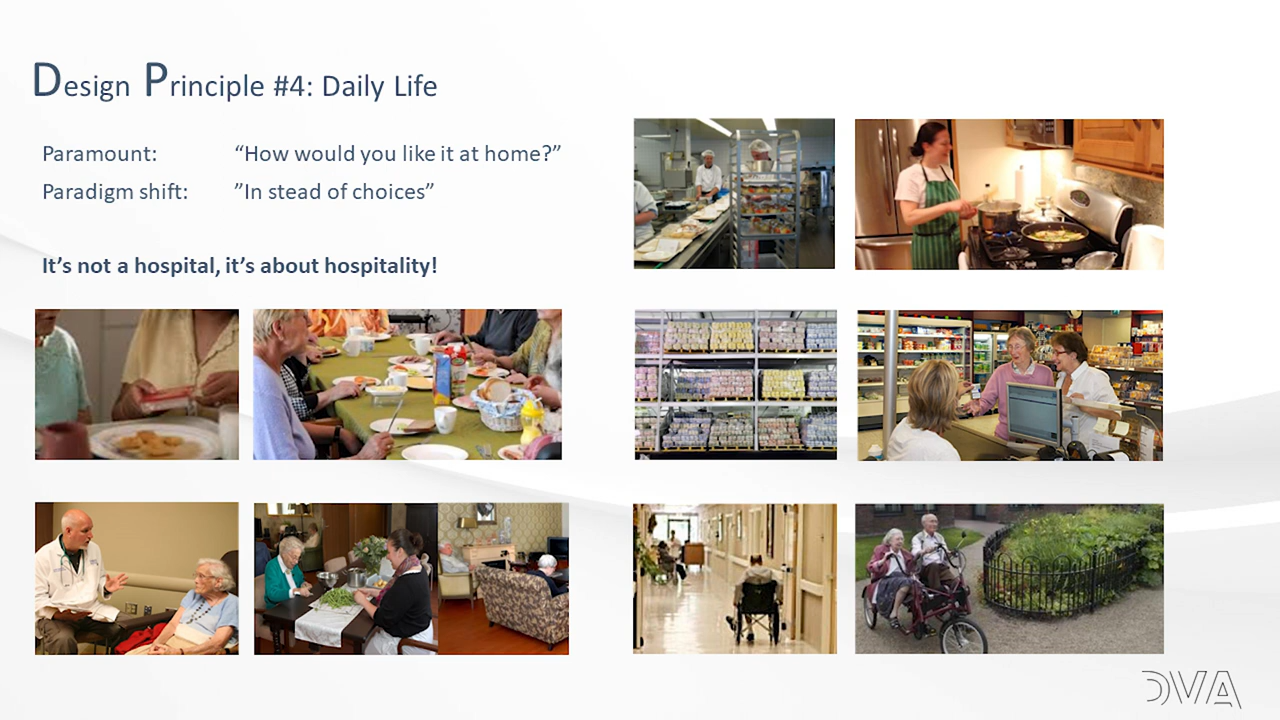 Design Principle #4: Daily Life
Paramount: “How would you like it at home?”
Paradigm shift: ”In stead of choices”
It’s not a hospital, it’s about hospitality!
DVA